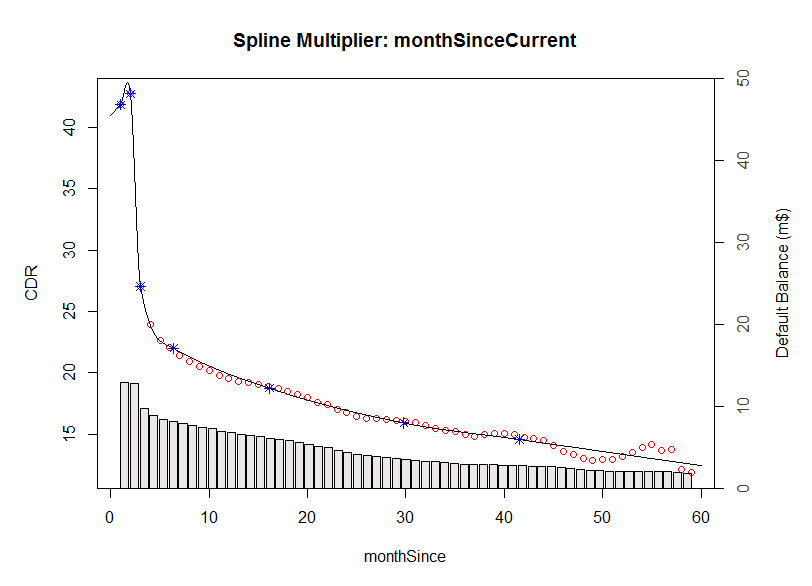 Spline Multiplier: monthSinceCurrent
CDR
40
35
30
25
20
15
50
40
30
20
10
0
Default Balance (m$)
0 10 20 30 40 50 60
monthSince